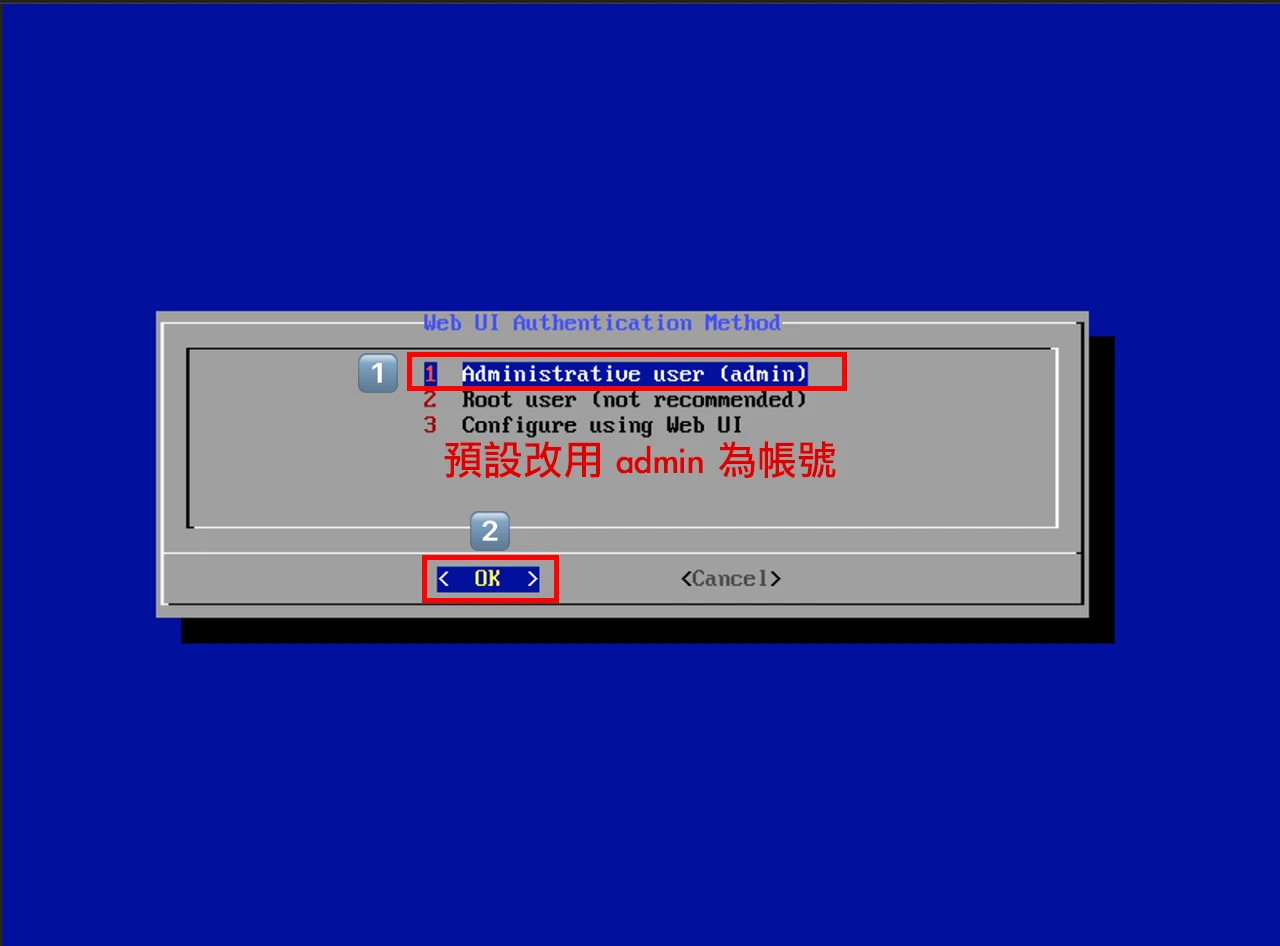 Web UI Authentication Method
1 1 Administrative user (admin)
2 Root user (not recommended)
3 Configure using Web UI
預設改用 admin 為帳號
2
< OK > <Cancel>